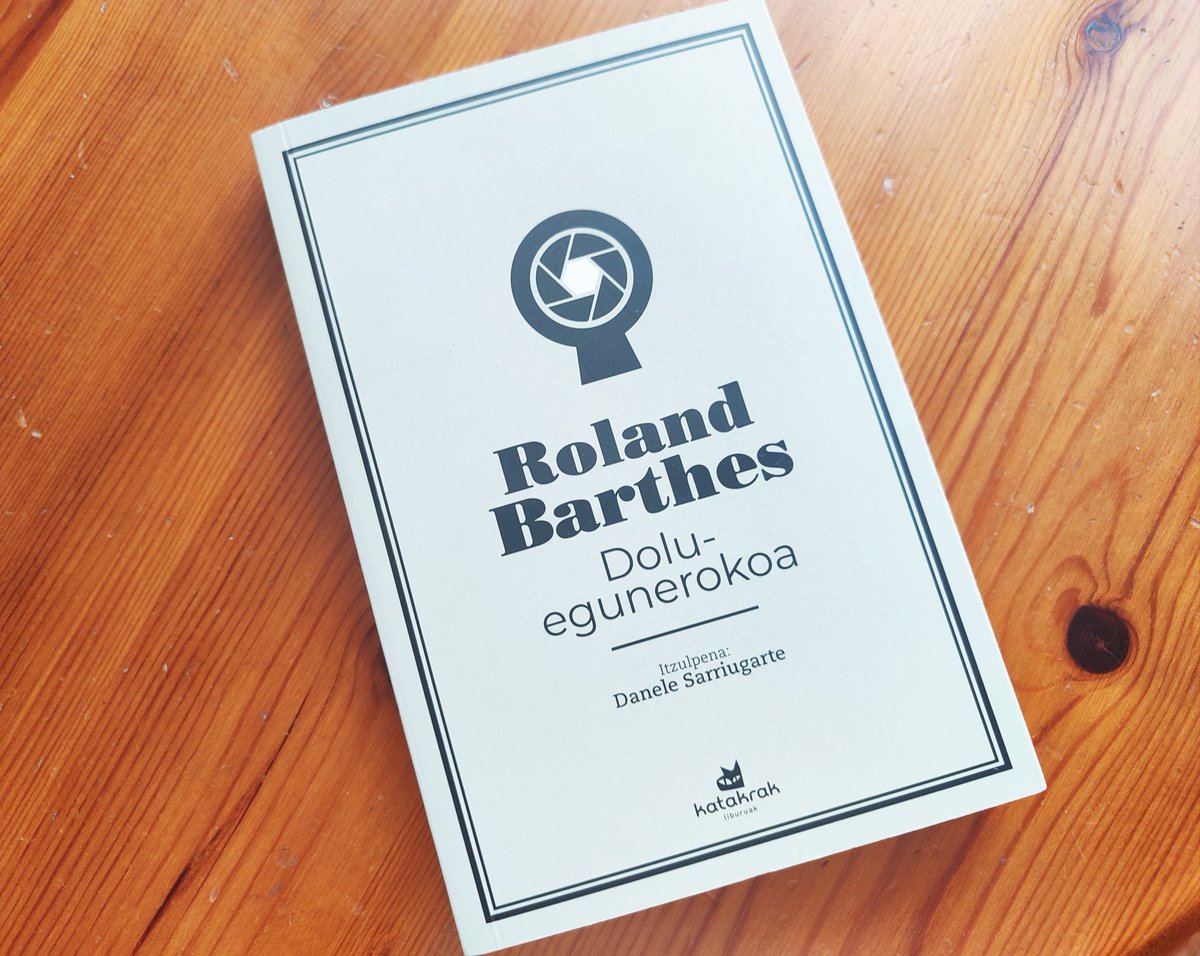 Roland
Barthes
Dolu-
egunerokoa
Itzulpena:
Danele Sarriugarte
katakrak
liburuak